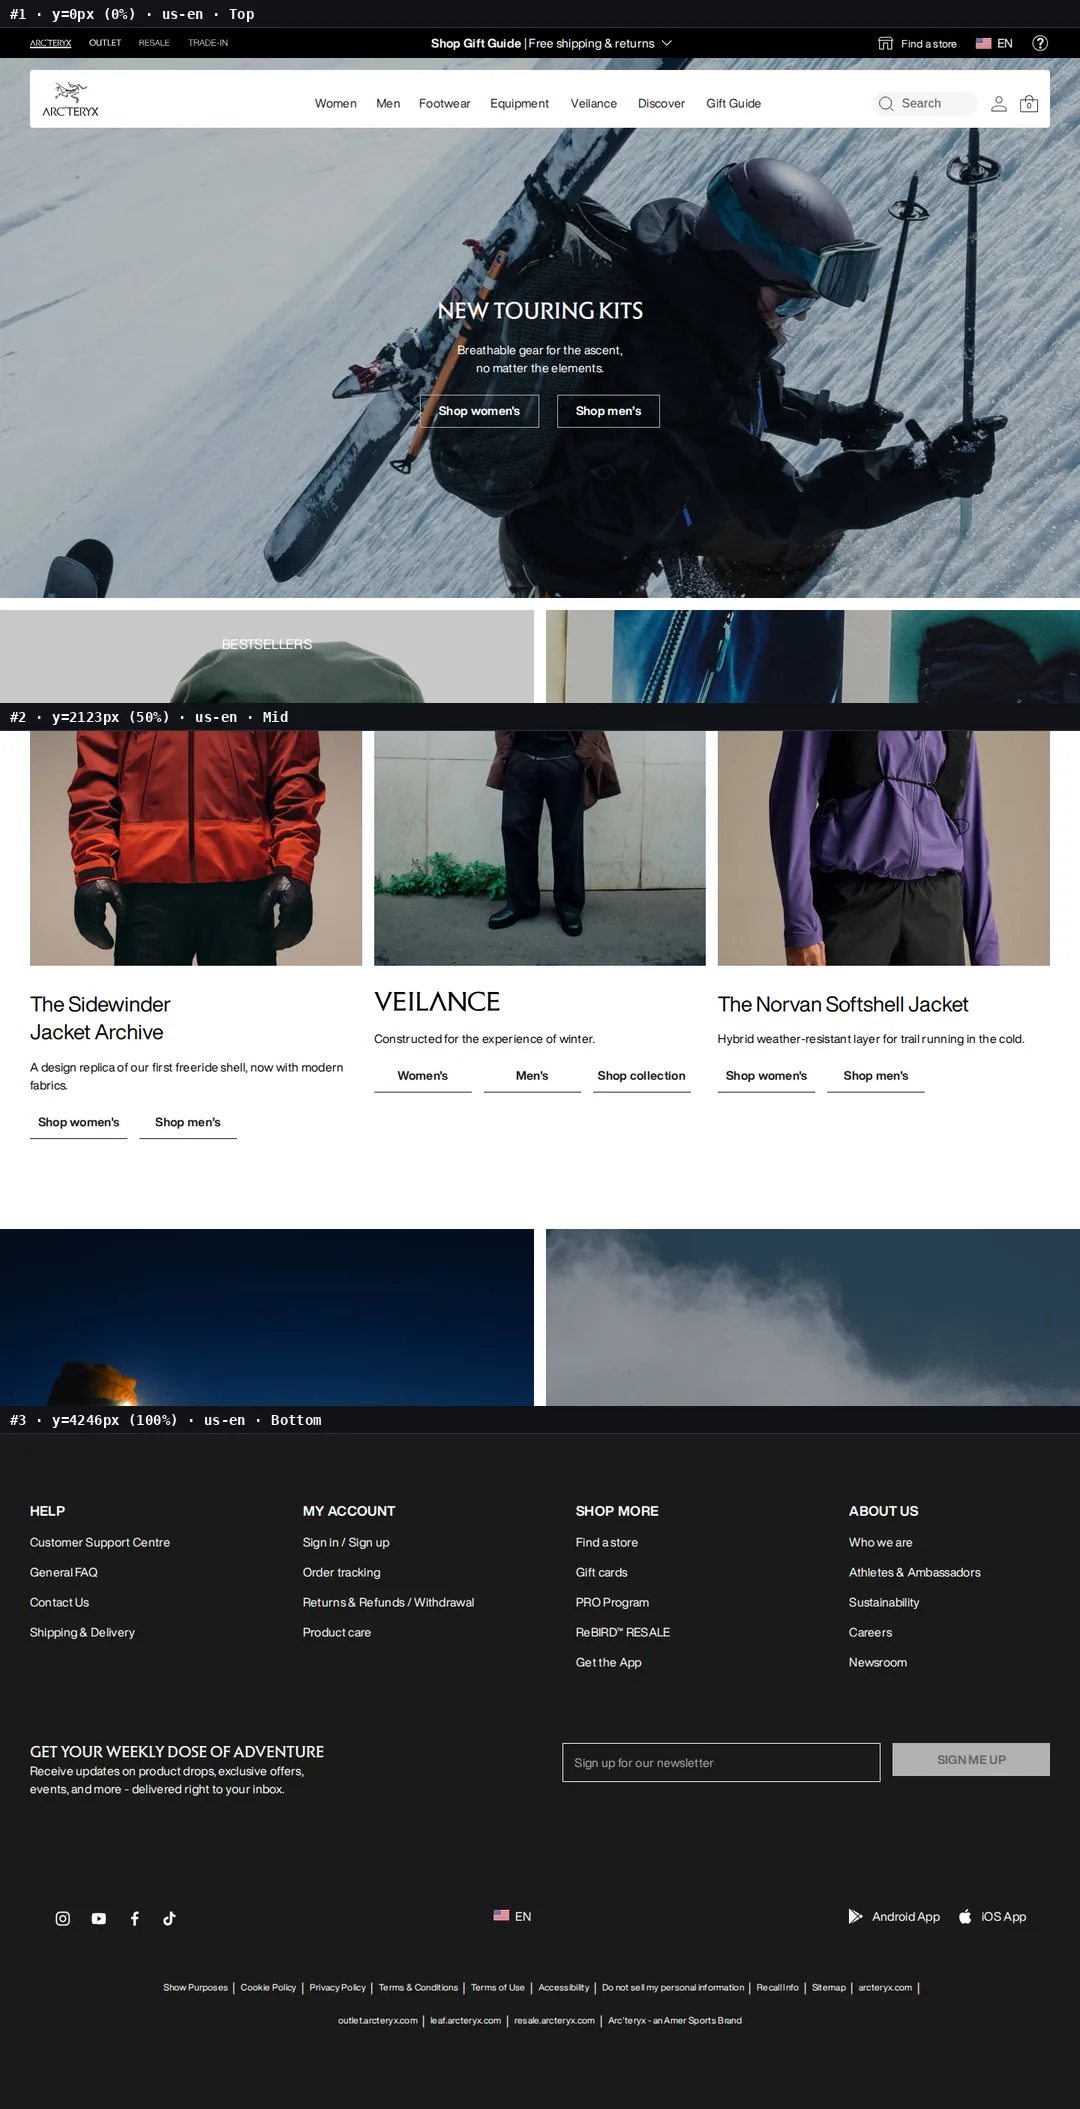 #1 · y=0px (0%) · us-en · Top
ARC'TERYX OUTLET RESALE TRADE-IN Shop Gift Guide | Free shipping & returns Find a store EN
ARC'TERYX Women Men Footwear Equipment Veilance Discover Gift Guide Search 0
NEW TOURING KITS
Breathable gear for the ascent,
no matter the elements.
Shop women's Shop men's
BESTSELLERS
#2 · y=2123px (50%) · us-en · Mid
The Sidewinder
Jacket Archive
A design replica of our first freeride shell, now with modern
fabrics.
Shop women's Shop men's
VEILANCE
Constructed for the experience of winter.
Women's Men's Shop collection
The Norvan Softshell Jacket
Hybrid weather-resistant layer for trail running in the cold.
Shop women's Shop men's
#3 · y=4246px (100%) · us-en · Bottom
HELP
Customer Support Centre
General FAQ
Contact Us
Shipping & Delivery
MY ACCOUNT
Sign in / Sign up
Order tracking
Returns & Refunds / Withdrawal
Product care
SHOP MORE
Find a store
Gift cards
PRO Program
ReBIRD™ RESALE
Get the App
ABOUT US
Who we are
Athletes & Ambassadors
Sustainability
Careers
Newsroom
GET YOUR WEEKLY DOSE OF ADVENTURE
Receive updates on product drops, exclusive offers,
events, and more - delivered right to your inbox.
Sign up for our newsletter SIGN ME UP
EN Android App iOS App
Show Purposes | Cookie Policy | Privacy Policy | Terms & Conditions | Terms of Use | Accessibility | Do not sell my personal information | Recall Info | Sitemap | arcteryx.com |
outlet.arcteryx.com | leaf.arcteryx.com | resale.arcteryx.com | Arc'teryx - an Amer Sports Brand